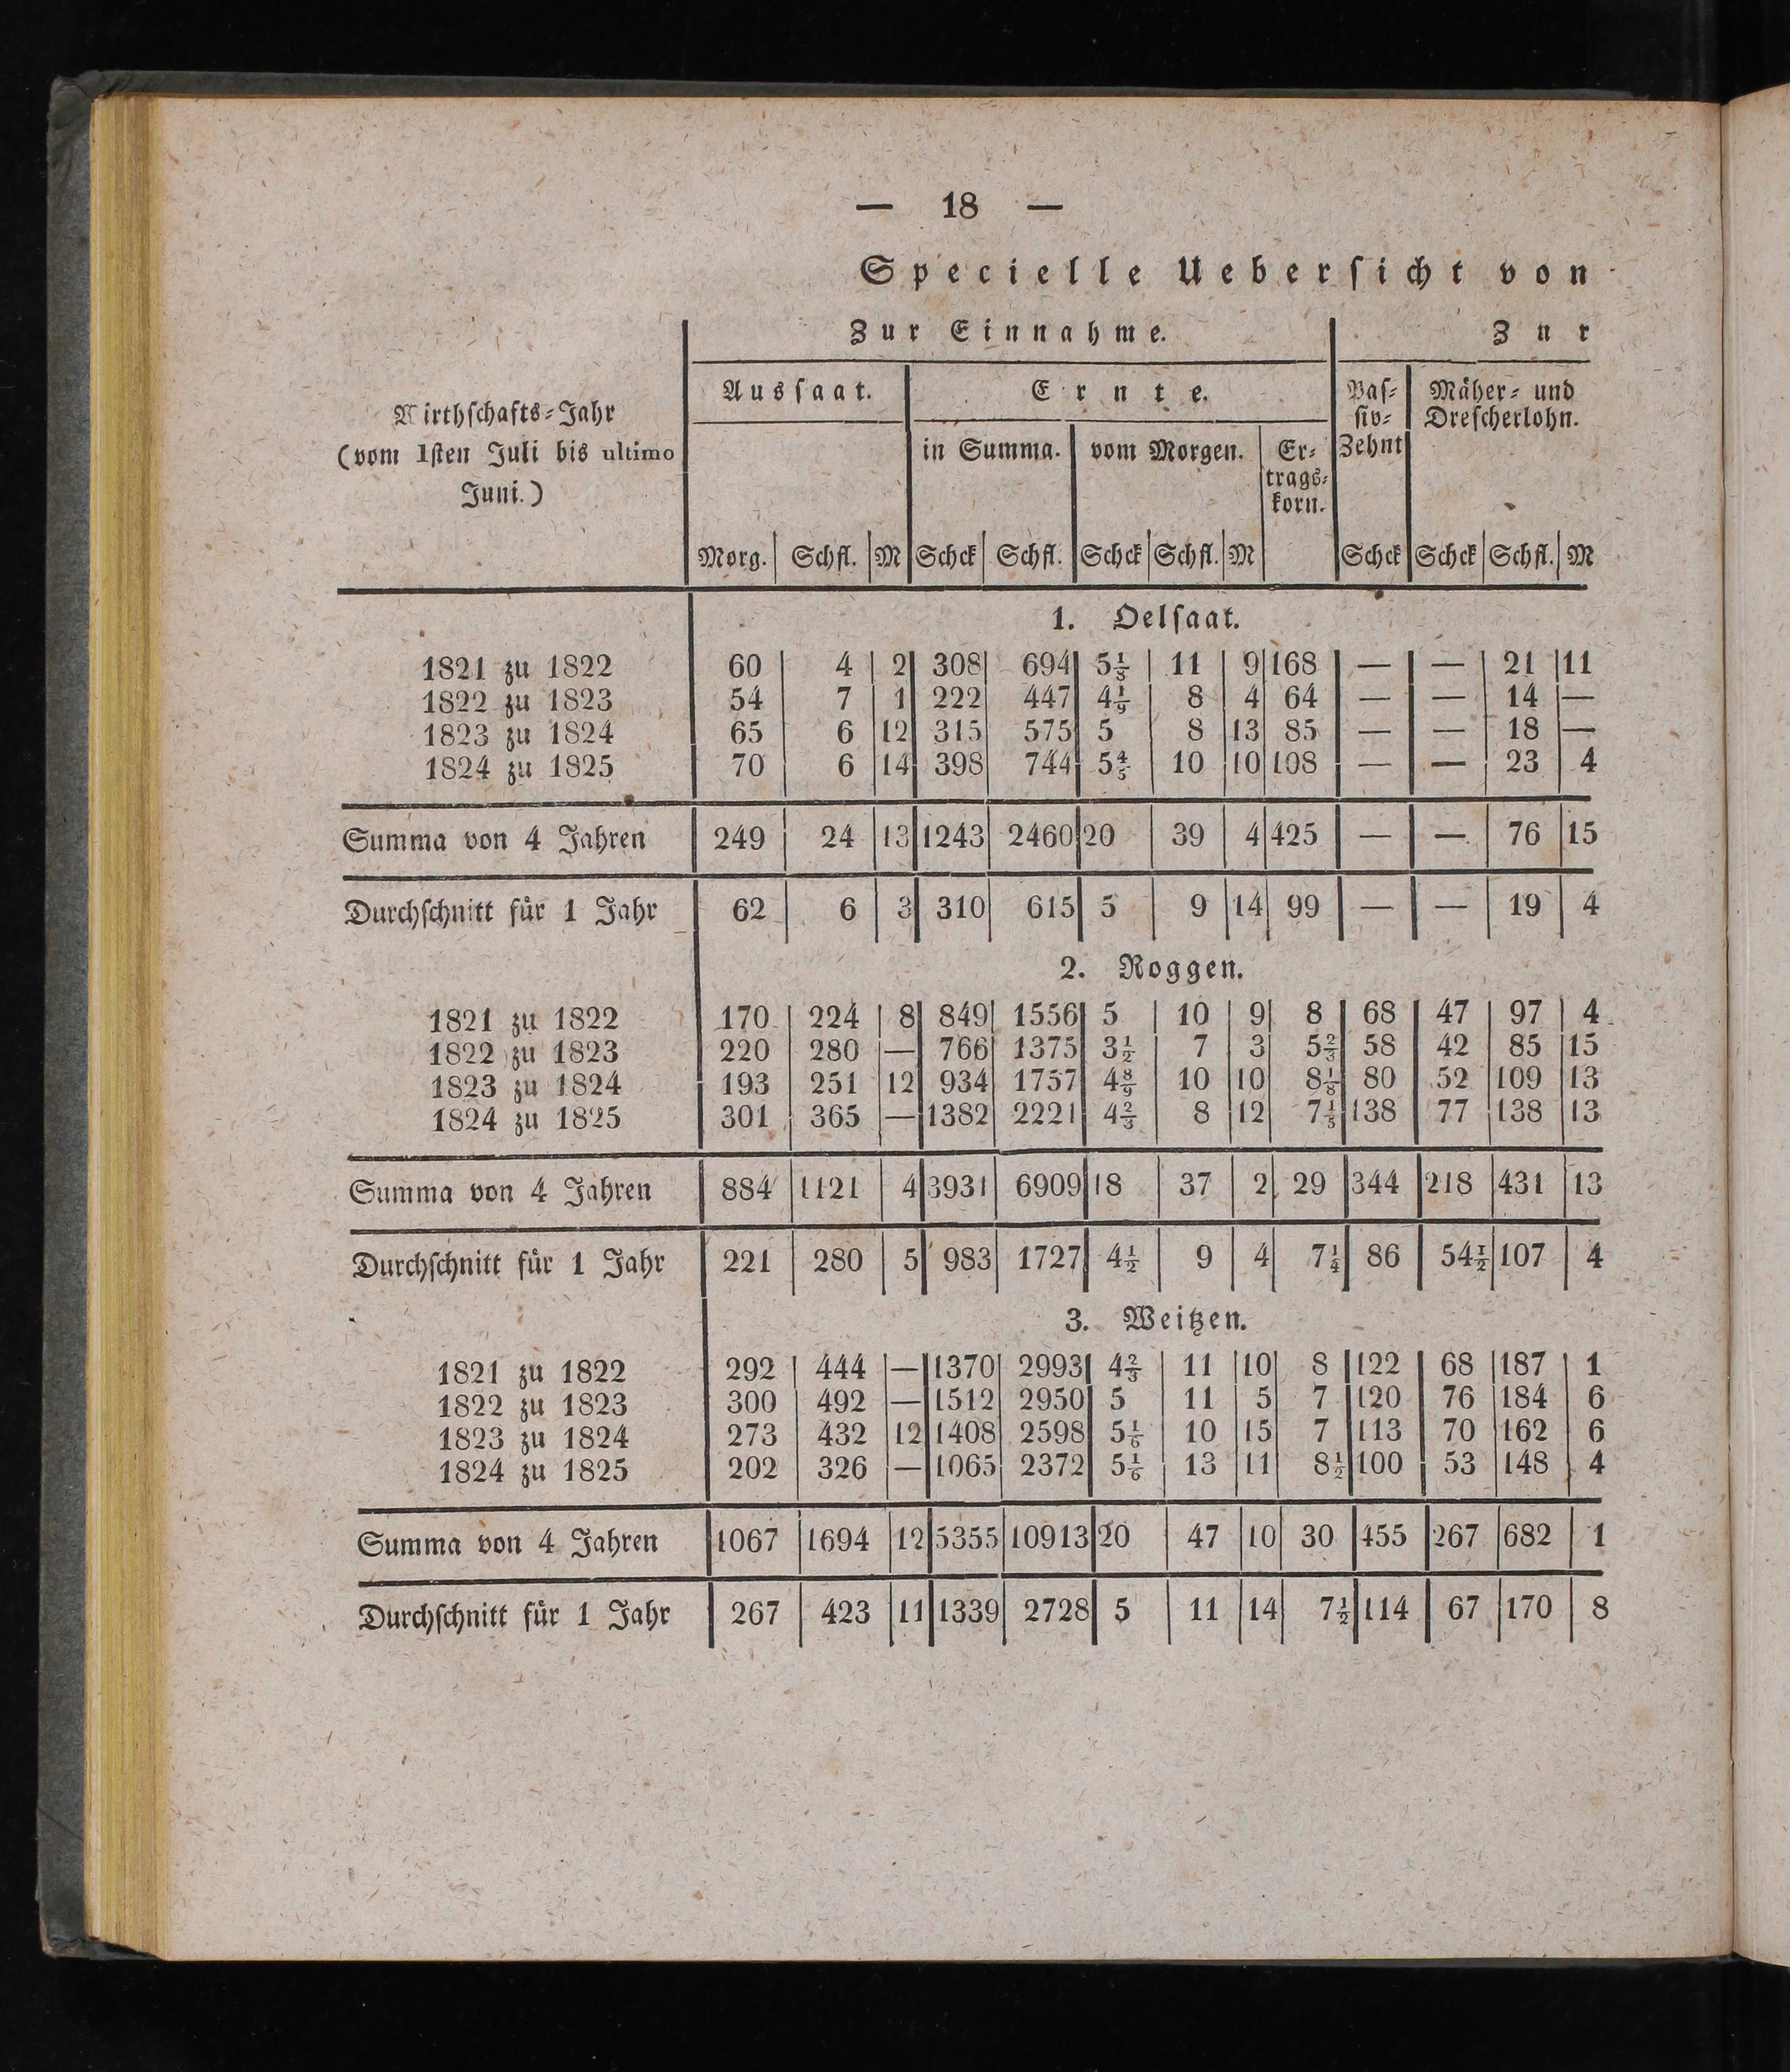 — 18 —
Specielle Ueberſicht von
Zur Einnahme. Zur
Ausſaat. Ernte. Paſ⸗ Mäher⸗ und
ſiv⸗ Dreſcherlohn.
Wirthſchafts⸗Jahr
(vom 1ſten Juli bis ultimo in Summa. vom Morgen. Er⸗ Zehnt
trags⸗
Juni.) korn.
Morg. Schfl. M Schck Schfl. Schck Schfl. M Schck Schck Schfl. M
1. Oelſaat.
1821 zu 1822 60 4 2 308 694 5⅕ 11 9 168 — — 21 11
1822 zu 1823 54 7 1 222 447 4 1/9 8 4 64 — — 14 —
1823 zu 1824 65 6 12 315 575 5 8 13 85 — — 18 —
1824 zu 1825 70 6 14 398 744 5⅘ 10 10 108 — — 23 4
Summa von 4 Jahren 249 24 13 1243 2460 20 39 4 425 — — 76 15
Durchſchnitt für 1 Jahr 62 6 3 310 615 5 9 14 99 — — 19 4
2. Roggen.
1821 zu 1822 170 224 8 849 1556 5 10 9 8 68 47 97 4
1822 zu 1823 220 280 — 766 1375 3½ 7 3 5⅔ 58 42 85 15
1823 zu 1824 193 251 12 934 1757 4 8/9 10 10 8⅛ 80 52 109 13
1824 zu 1825 301 365 — 1382 2221 4⅔ 8 12 7⅓ 138 77 138 13
Summa von 4 Jahren 884 1121 4 3931 6909 18 37 2 29 344 218 431 13
Durchſchnitt für 1 Jahr 221 280 5 983 1727 4½ 9 4 7¼ 86 54½ 107 4
3. Weitzen.
1821 zu 1822 292 444 — 1370 2993 4⅔ 11 10 8 122 68 187 1
1822 zu 1823 300 492 — 1512 2950 5 11 5 7 120 76 184 6
1823 zu 1824 273 432 12 1408 2598 5⅙ 10 15 7 113 70 162 6
1824 zu 1825 202 326 — 1065 2372 5⅙ 13 11 8½ 100 53 148 4
Summa von 4 Jahren 1067 1694 12 5355 10913 20 47 10 30 455 267 682 1
Durchſchnitt für 1 Jahr 267 423 11 1339 2728 5 11 14 7½ 114 67 170 8